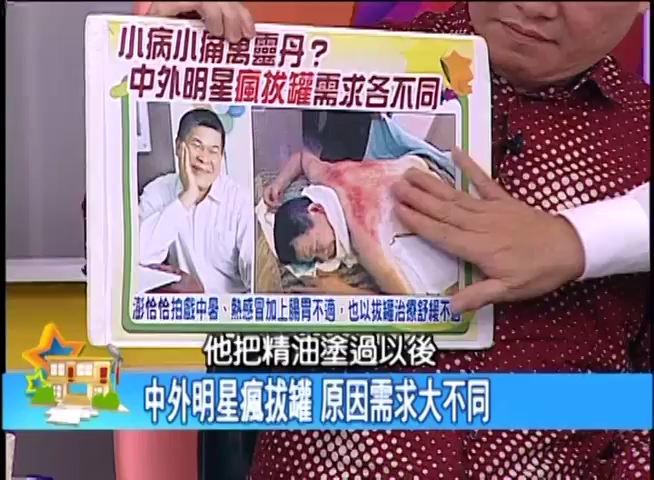 小病小痛萬靈丹？
中外明星瘋拔罐需求各不同
澎恰恰拍戲中暑、熱感冒加上腸胃不適，也以拔罐治療舒緩不
他把精油塗過以後
中外明星瘋拔罐 原因需求大不同